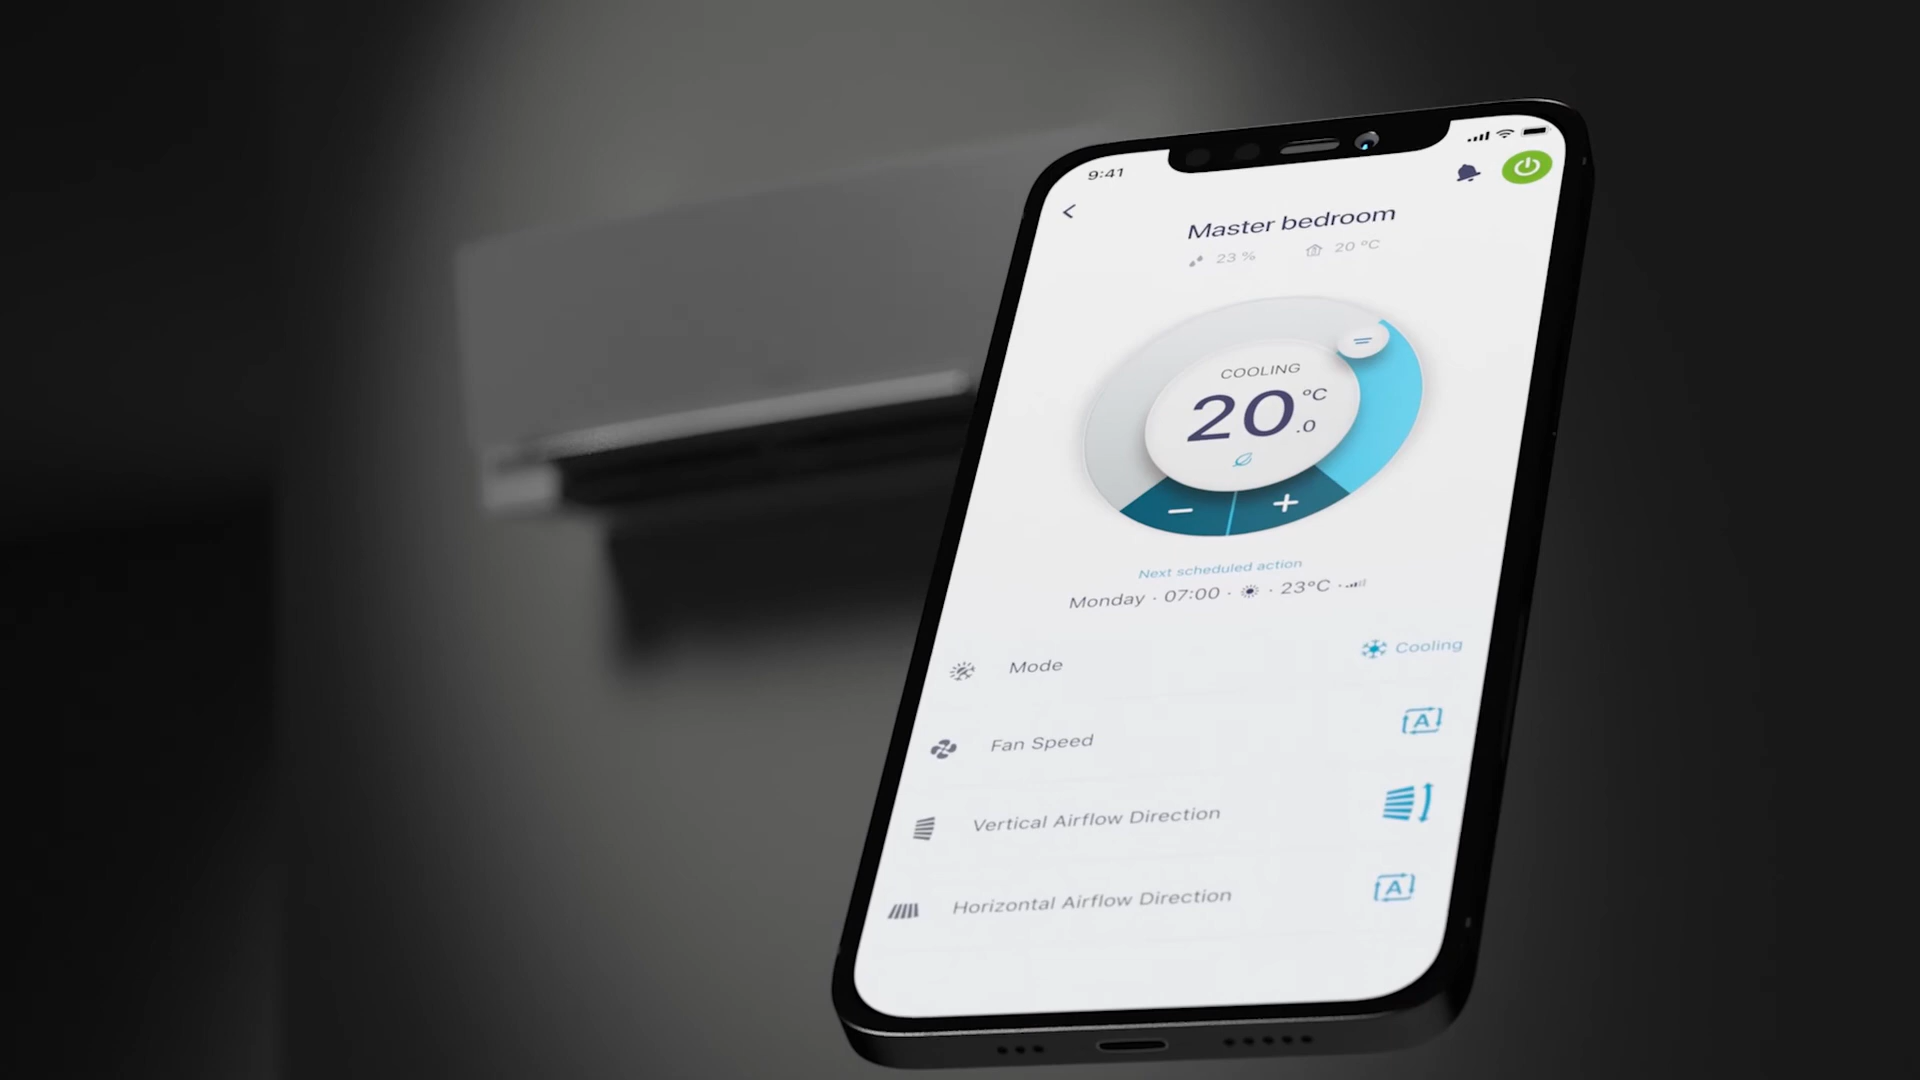 9:41
Master bedroom
23 % 20 °C
COOLING
20.0 °C
− +
Next scheduled action
Monday · 07:00 · · 23°C ·
Mode Cooling
Fan Speed A
Vertical Airflow Direction
Horizontal Airflow Direction A